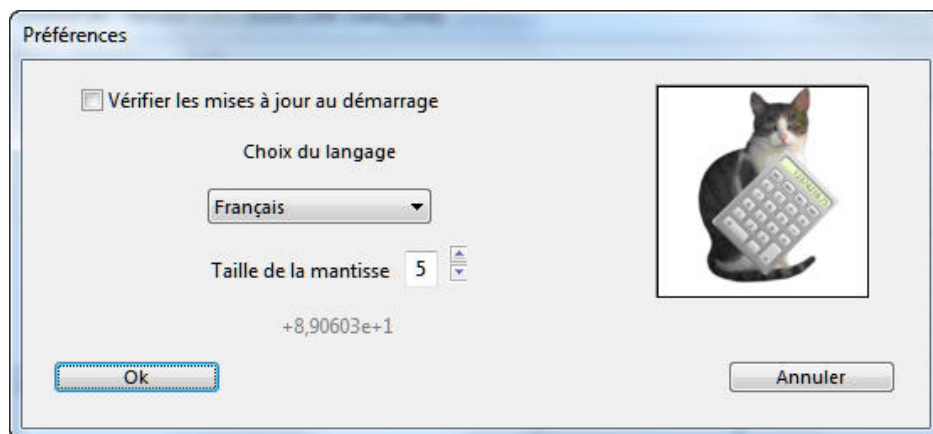 Préférences
Vérifier les mises à jour au démarrage
Choix du langage
Français
Taille de la mantisse 5
+8,90603e+1
Ok
Annuler